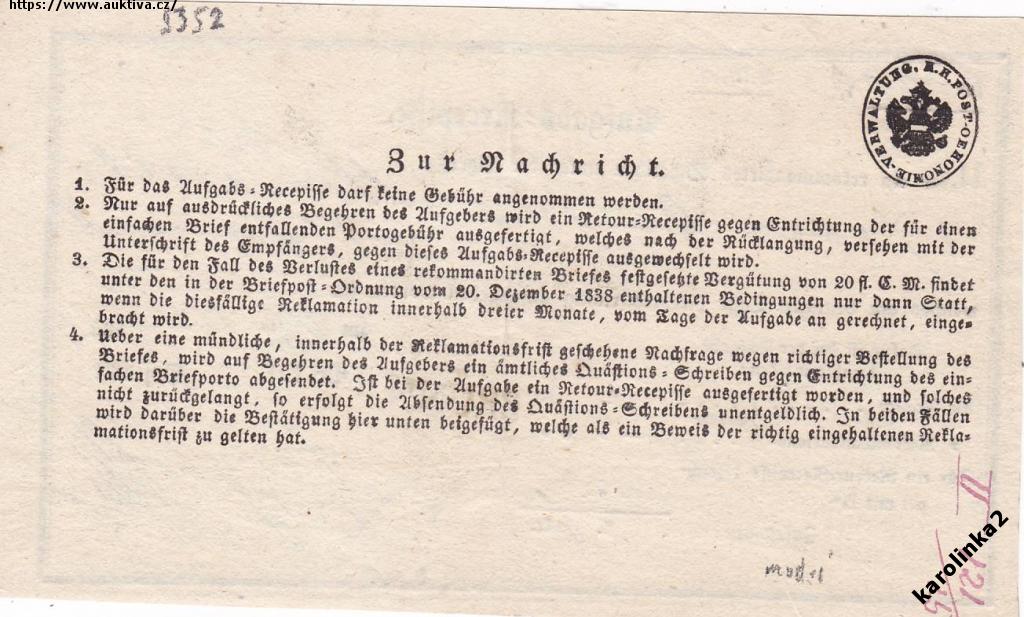 https://www.auktiva.cz/
1352
K. K. POST-OEKONOMIE-VERWALTUNG.
Zur Nachricht.
1. Für das Aufgabs-Recepisse darf keine Gebühr angenommen werden.
2. Nur auf ausdrückliches Begehren des Aufgebers wird ein Retour-Recepisse gegen Entrichtung der für einen
einfachen Brief entfallenden Portogebühr ausgefertigt, welches nach der Rücklangung, versehen mit der
Unterschrift des Empfängers, gegen dieses Aufgabs-Recepisse ausgewechselt wird.
3. Die für den Fall des Verlustes eines rekommandirten Briefes festgesetzte Vergütung von 20 fl. C. M. findet
unter den in der Briefpost-Ordnung vom 20. Dezember 1838 enthaltenen Bedingungen nur dann Statt,
wenn die diesfällige Reklamation innerhalb dreier Monate, vom Tage der Aufgabe an gerechnet, einge-
bracht wird.
4. Ueber eine mündliche, innerhalb der Reklamationsfrist geschehene Nachfrage wegen richtiger Bestellung des
Briefes, wird auf Begehren des Aufgebers ein ämtliches Quästions-Schreiben gegen Entrichtung des ein-
fachen Briefporto abgesendet. Ist bei der Aufgabe ein Retour-Recepisse ausgefertigt worden, und solches
nicht zurückgelangt, so erfolgt die Absendung des Quästions-Schreibens unentgeldlich. In beiden Fällen
wird darüber die Bestätigung hier unten beigefügt, welche als ein Beweis der richtig eingehaltenen Rekla-
mationsfrist zu gelten hat.
karolinka2